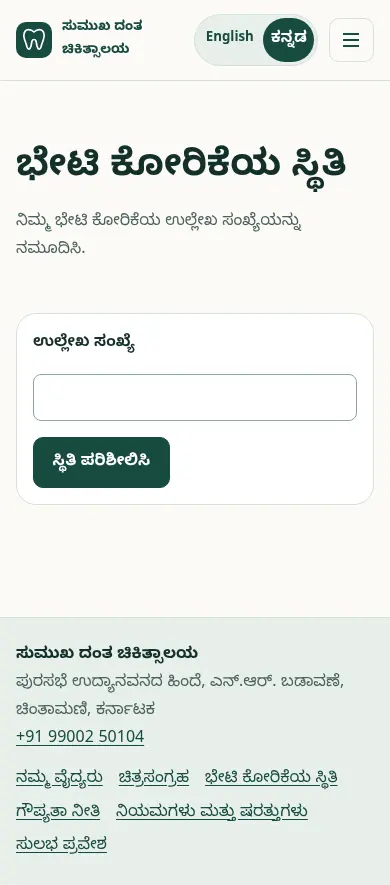 ಸುಮುಖ ದಂತ
ಚಿಕಿತ್ಸಾಲಯ
English ಕನ್ನಡ
ಭೇಟಿ ಕೋರಿಕೆಯ ಸ್ಥಿತಿ
ನಿಮ್ಮ ಭೇಟಿ ಕೋರಿಕೆಯ ಉಲ್ಲೇಖ ಸಂಖ್ಯೆಯನ್ನು
ನಮೂದಿಸಿ.
ಉಲ್ಲೇಖ ಸಂಖ್ಯೆ
ಸ್ಥಿತಿ ಪರಿಶೀಲಿಸಿ
ಸುಮುಖ ದಂತ ಚಿಕಿತ್ಸಾಲಯ
ಪುರಸಭೆ ಉದ್ಯಾನವನದ ಹಿಂದೆ, ಎನ್.ಆರ್. ಬಡಾವಣೆ,
ಚಿಂತಾಮಣಿ, ಕರ್ನಾಟಕ
+91 99002 50104
ನಮ್ಮ ವೈದ್ಯರು ಚಿತ್ರಸಂಗ್ರಹ ಭೇಟಿ ಕೋರಿಕೆಯ ಸ್ಥಿತಿ
ಗೌಪ್ಯತಾ ನೀತಿ ನಿಯಮಗಳು ಮತ್ತು ಷರತ್ತುಗಳು
ಸುಲಭ ಪ್ರವೇಶ